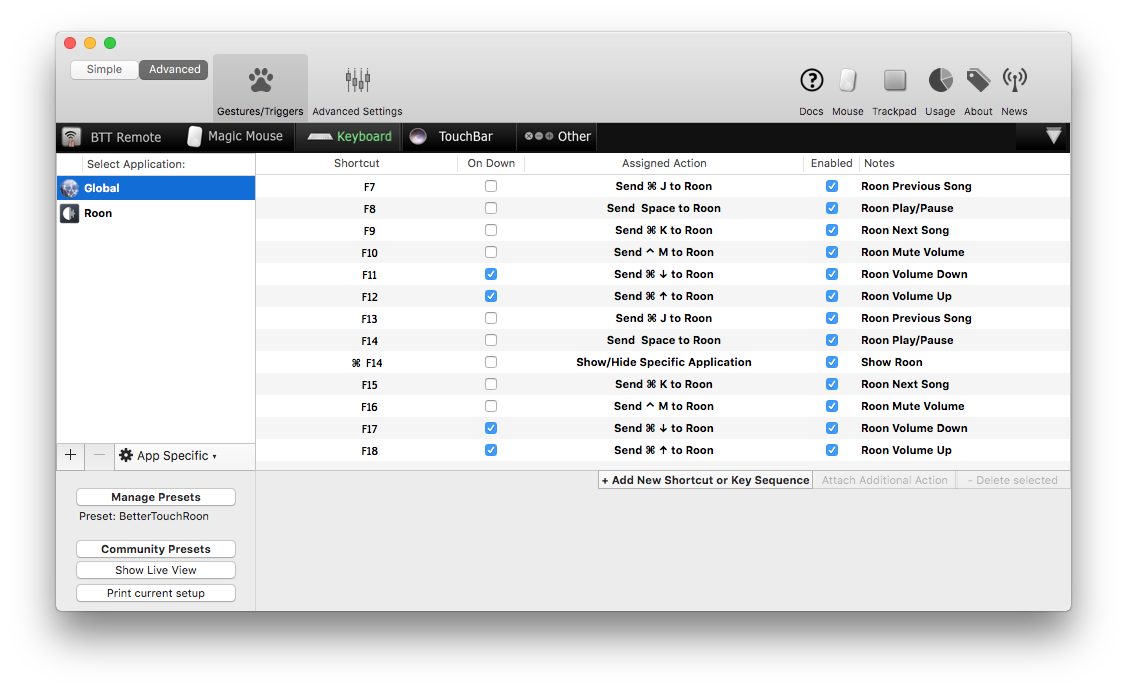 Simple Advanced
Gestures/Triggers Advanced Settings Docs Mouse Trackpad Usage About News
BTT Remote Magic Mouse Keyboard TouchBar Other
Select Application: Shortcut On Down Assigned Action Enabled Notes
Global
Roon
F7 Send ⌘ J to Roon Roon Previous Song
F8 Send Space to Roon Roon Play/Pause
F9 Send ⌘ K to Roon Roon Next Song
F10 Send ^ M to Roon Roon Mute Volume
F11 Send ⌘ ↓ to Roon Roon Volume Down
F12 Send ⌘ ↑ to Roon Roon Volume Up
F13 Send ⌘ J to Roon Roon Previous Song
F14 Send Space to Roon Roon Play/Pause
⌘ F14 Show/Hide Specific Application Show Roon
F15 Send ⌘ K to Roon Roon Next Song
F16 Send ^ M to Roon Roon Mute Volume
F17 Send ⌘ ↓ to Roon Roon Volume Down
F18 Send ⌘ ↑ to Roon Roon Volume Up
+ − App Specific ▾
+ Add New Shortcut or Key Sequence Attach Additional Action - Delete selected
Manage Presets
Preset: BetterTouchRoon
Community Presets
Show Live View
Print current setup